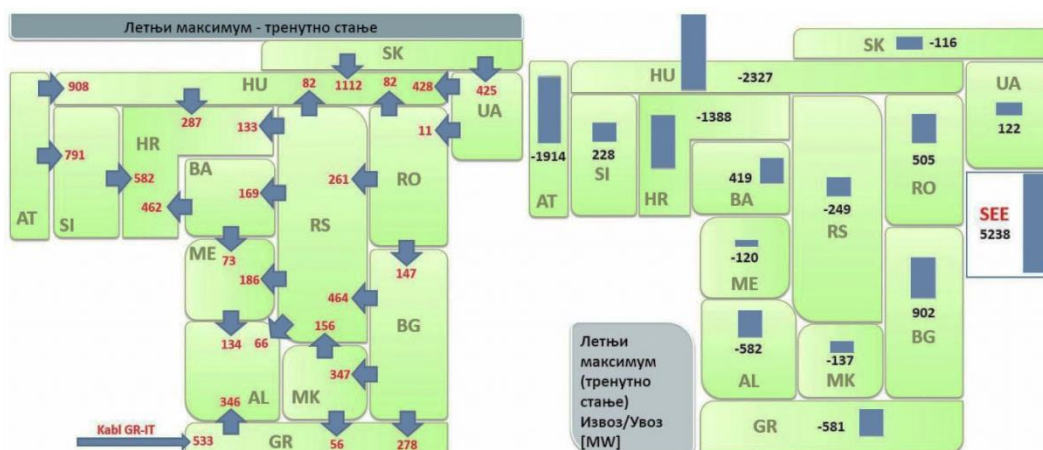 Летњи максимум - тренутно стање
SK
908
HU
82
1112
82
428
425
UA
287
HR
133
11
791
BA
582
169
261
RO
462
AT
SI
RS
ME
73
186
147
464
BG
156
134
66
347
MK
346
AL
Kabl GR-IT
533
GR
56
278
SK
-116
HU
-2327
UA
122
-1388
-1914
228
SI
505
419
BA
RO
AT
HR
-249
RS
SEE
5238
-120
ME
902
BG
-582
AL
-137
MK
Летњи
максимум
(тренутно
стање)
Извоз/Увоз
[MW]
GR
-581